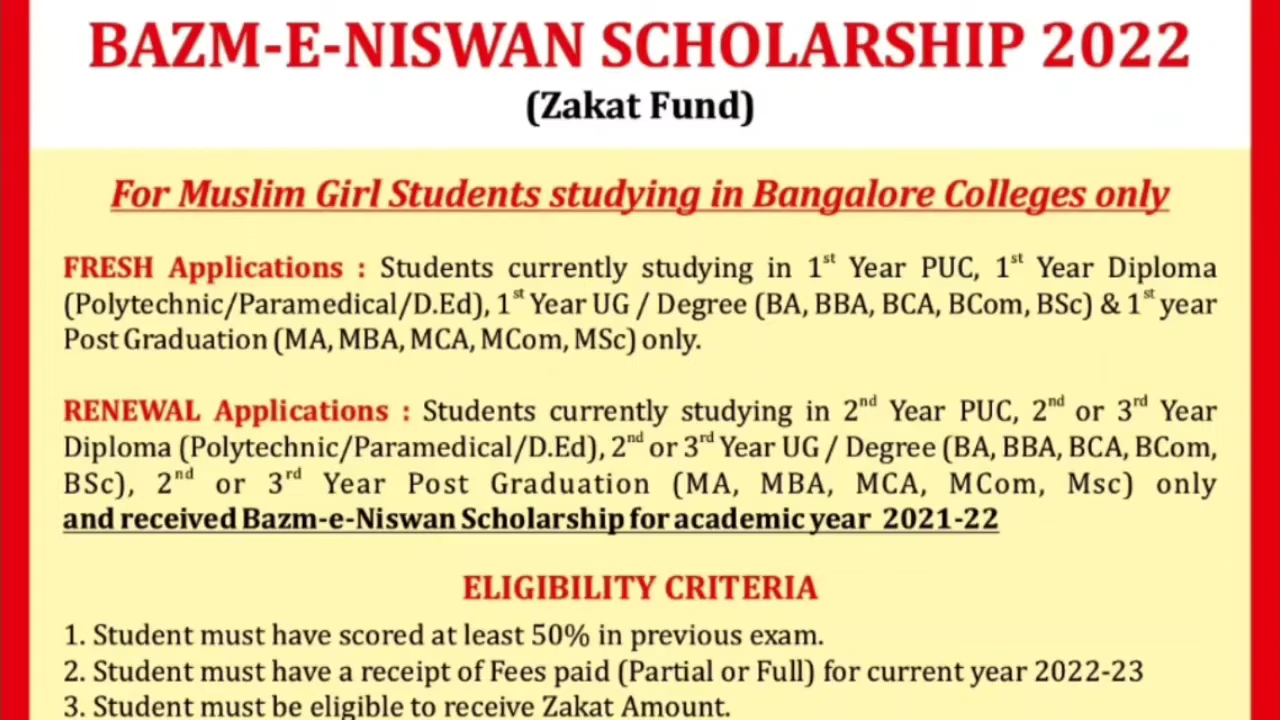 BAZM-E-NISWAN SCHOLARSHIP 2022
(Zakat Fund)
For Muslim Girl Students studying in Bangalore Colleges only
FRESH Applications : Students currently studying in 1st Year PUC, 1st Year Diploma
(Polytechnic/Paramedical/D.Ed), 1st Year UG / Degree (BA, BBA, BCA, BCom, BSc) & 1st year
Post Graduation (MA, MBA, MCA, MCom, MSc) only.
RENEWAL Applications : Students currently studying in 2nd Year PUC, 2nd or 3rd Year
Diploma (Polytechnic/Paramedical/D.Ed), 2nd or 3rd Year UG / Degree (BA, BBA, BCA, BCom,
BSc), 2nd or 3rd Year Post Graduation (MA, MBA, MCA, MCom, Msc) only
and received Bazm-e-Niswan Scholarship for academic year 2021-22
ELIGIBILITY CRITERIA
1. Student must have scored at least 50% in previous exam.
2. Student must have a receipt of Fees paid (Partial or Full) for current year 2022-23
3. Student must be eligible to receive Zakat Amount.